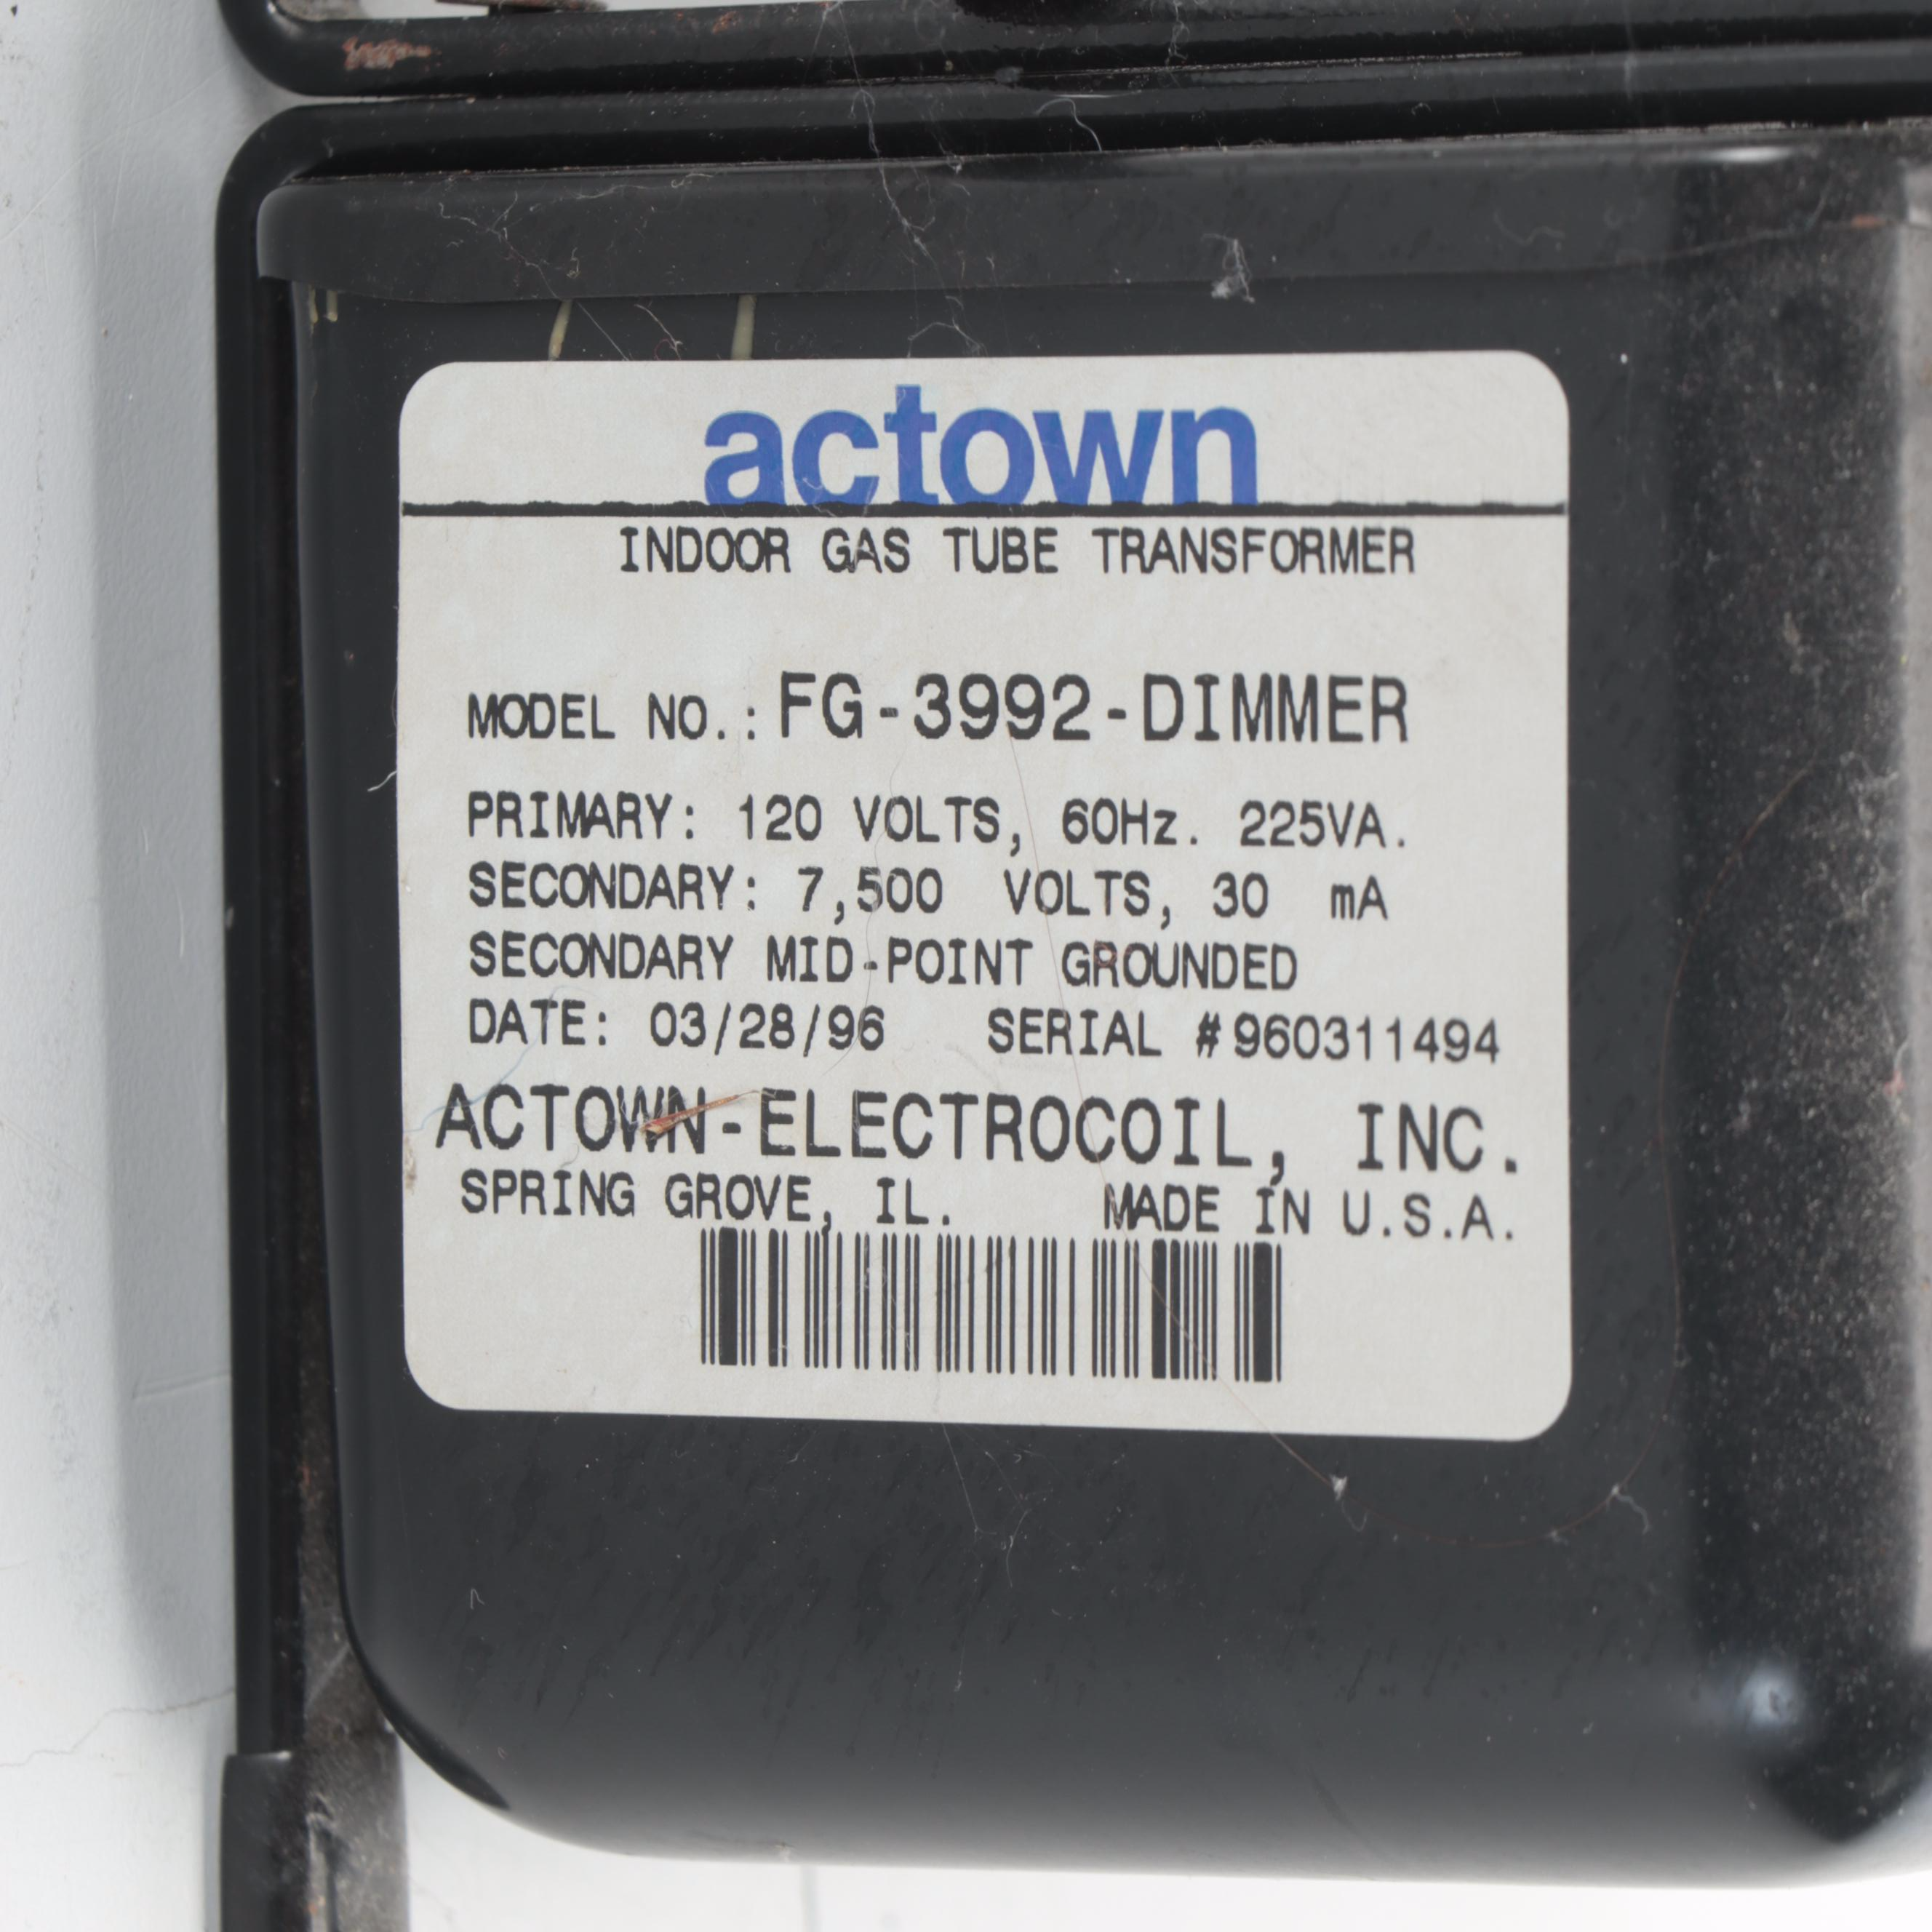 actown
INDOOR GAS TUBE TRANSFORMER
MODEL NO.: FG-3992-DIMMER
PRIMARY: 120 VOLTS, 60Hz. 225VA.
SECONDARY: 7,500 VOLTS, 30 mA
SECONDARY MID-POINT GROUNDED
DATE: 03/28/96 SERIAL #960311494
ACTOWN-ELECTROCOIL, INC.
SPRING GROVE, IL. MADE IN U.S.A.